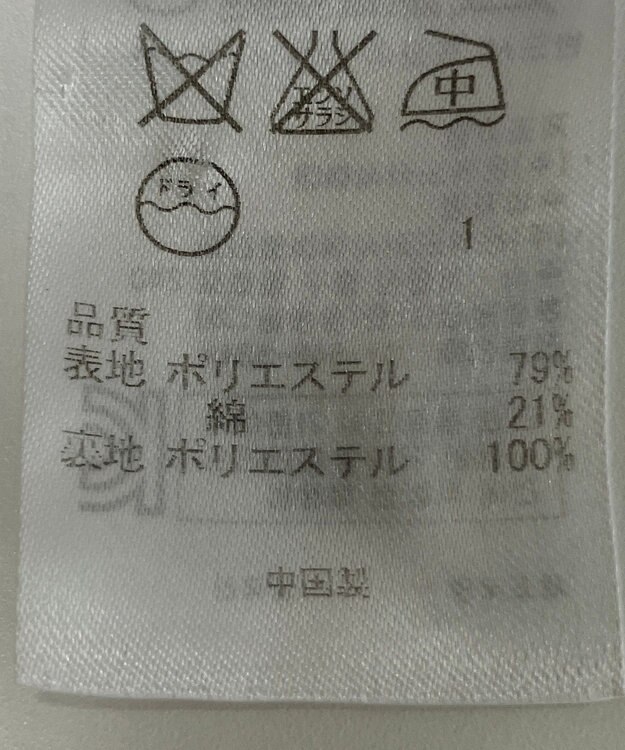 エンソ
サラシ
中
ドライ
1
品質
表地 ポリエステル 79%
綿 21%
裏地 ポリエステル 100%
中国製